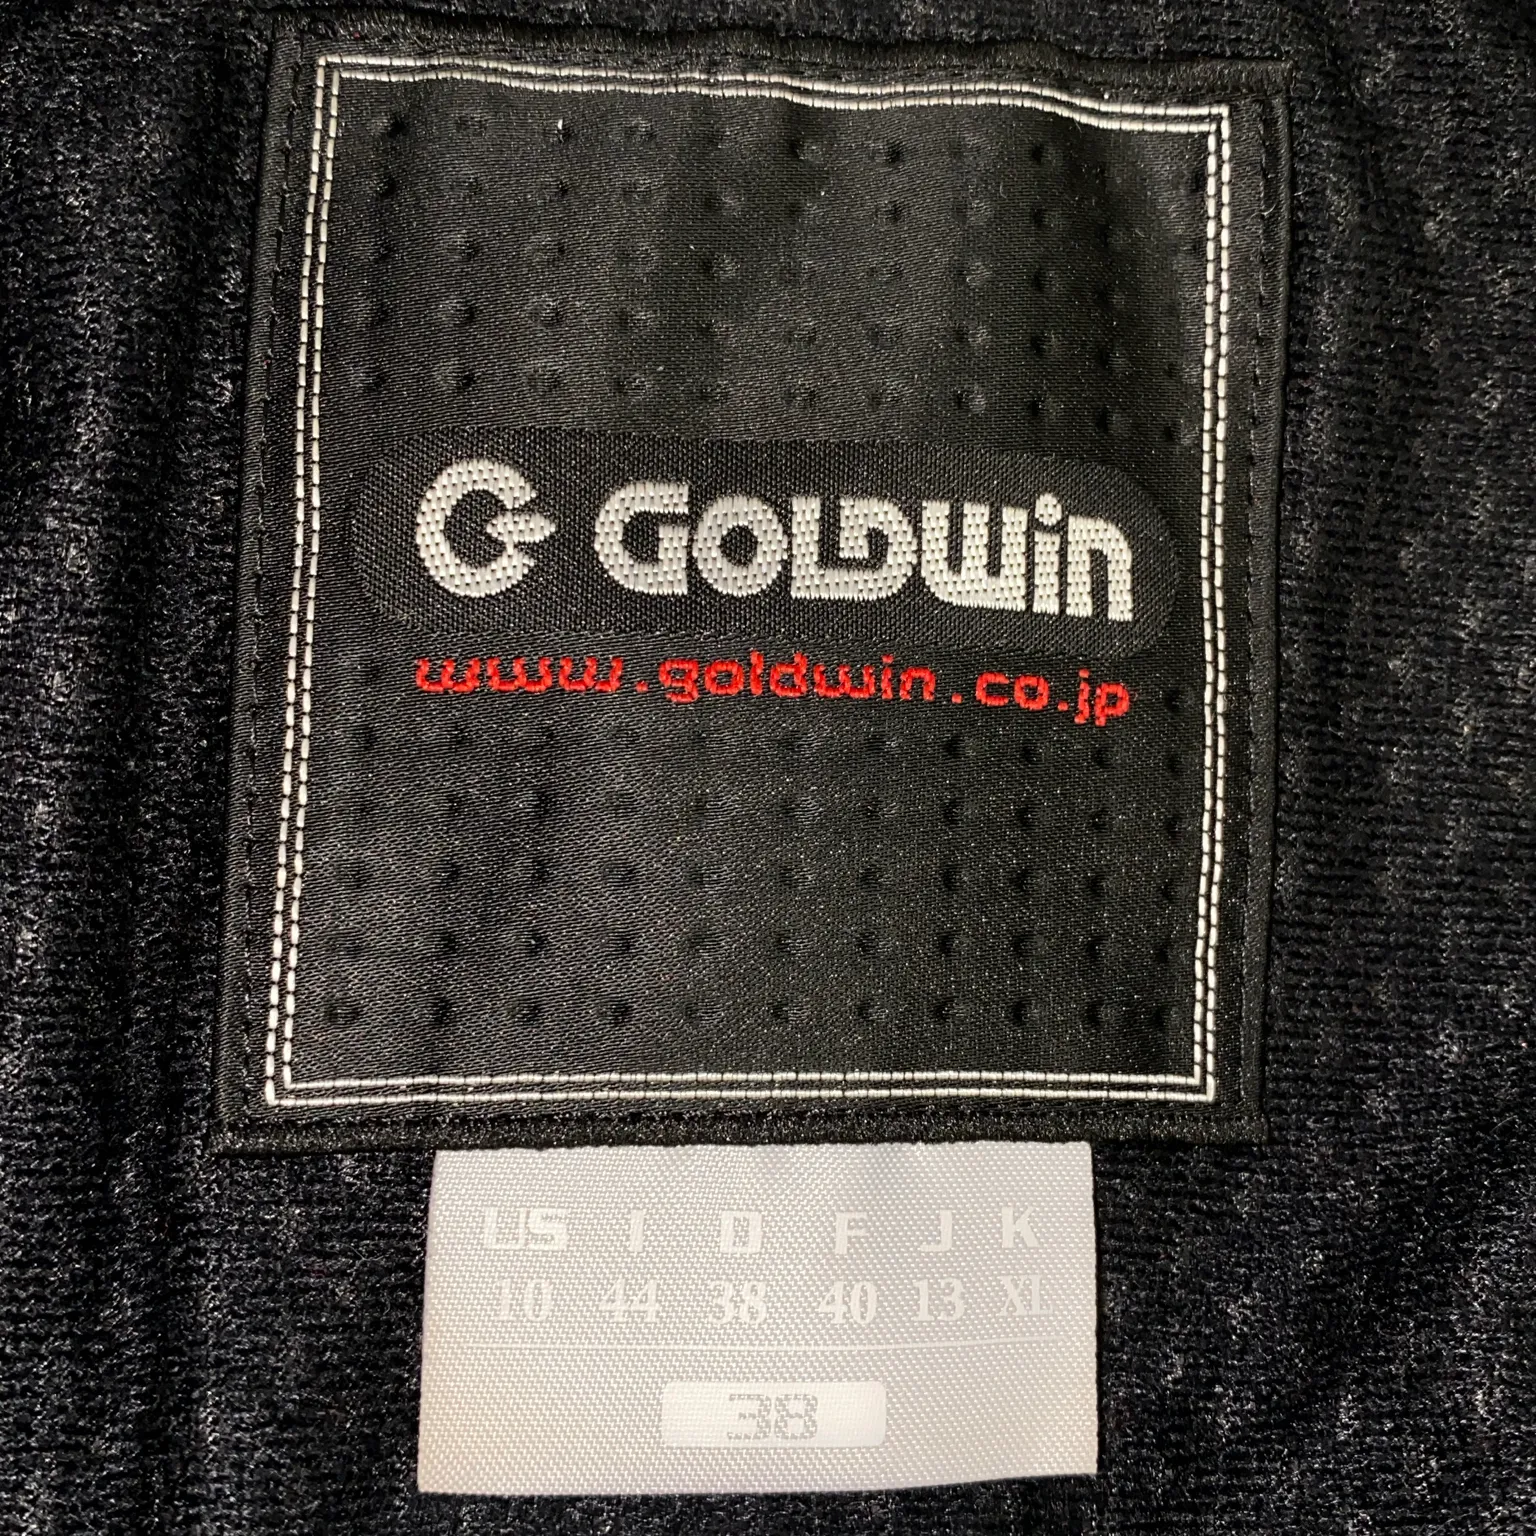 G GOLDWIN
www.goldwin.co.jp
US I D F J K
10 44 38 40 13 XL
38